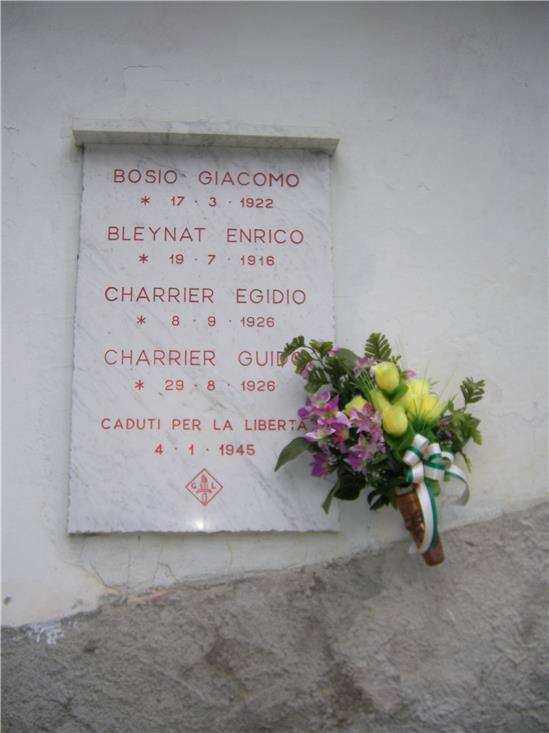 BOSIO GIACOMO
* 17 · 3 · 1922
BLEYNAT ENRICO
* 19 · 7 · 1916
CHARRIER EGIDIO
* 8 · 9 · 1926
CHARRIER GUIDO
* 29 · 8 · 1926
CADUTI PER LA LIBERTA
4 · 1 · 1945
G L